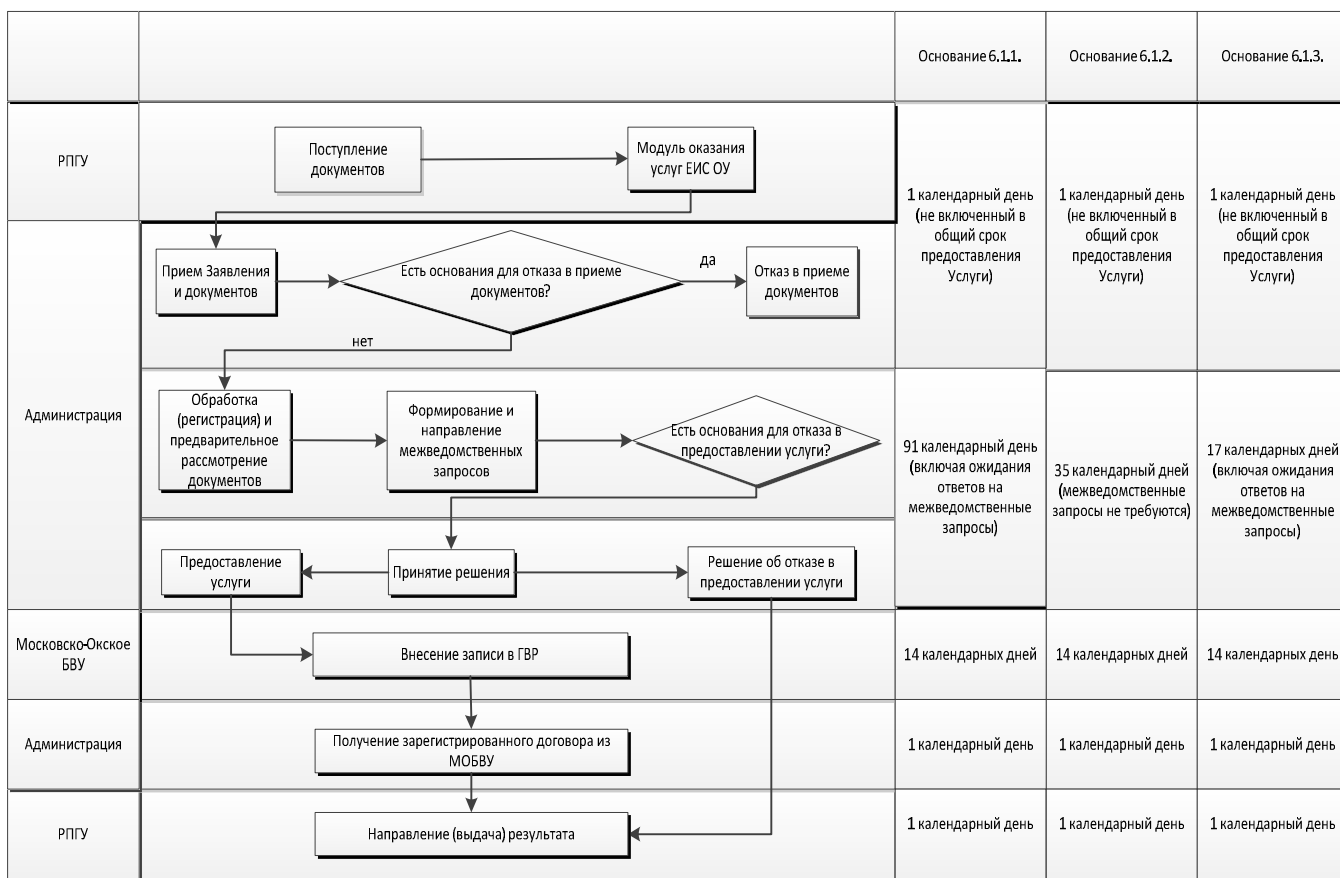 Основание 6.1.1.
Основание 6.1.2.
Основание 6.1.3.
РПГУ
Поступление
документов
Модуль оказания
услуг ЕИС ОУ
1 календарный день
(не включенный в
общий срок
предоставления
Услуги)
1 календарный день
(не включенный в
общий срок
предоставления
Услуги)
1 календарный день
(не включенный в
общий срок
предоставления
Услуги)
Администрация
Прием Заявления
и документов
Есть основания для отказа в приеме
документов?
да
Отказ в приеме
документов
нет
Обработка
(регистрация) и
предварительное
рассмотрение
документов
Формирование и
направление
межведомственных
запросов
Есть основания для отказа в
предоставлении услуги?
91 календарный день
(включая ожидания
ответов на
межведомственные
запросы)
35 календарный дней
(межведомственные
запросы не требуются)
17 календарных дней
(включая ожидания
ответов на
межведомственные
запросы)
Предоставление
услуги
Принятие решения
Решение об отказе в
предоставлении услуги
Московско-Окское
БВУ
Внесение записи в ГВР
14 календарных дней
14 календарных дней
14 календарных день
Администрация
Получение зарегистрированного договора из
МОБВУ
1 календарный день
1 календарный день
1 календарный день
РПГУ
Направление (выдача) результата
1 календарный день
1 календарный день
1 календарный день